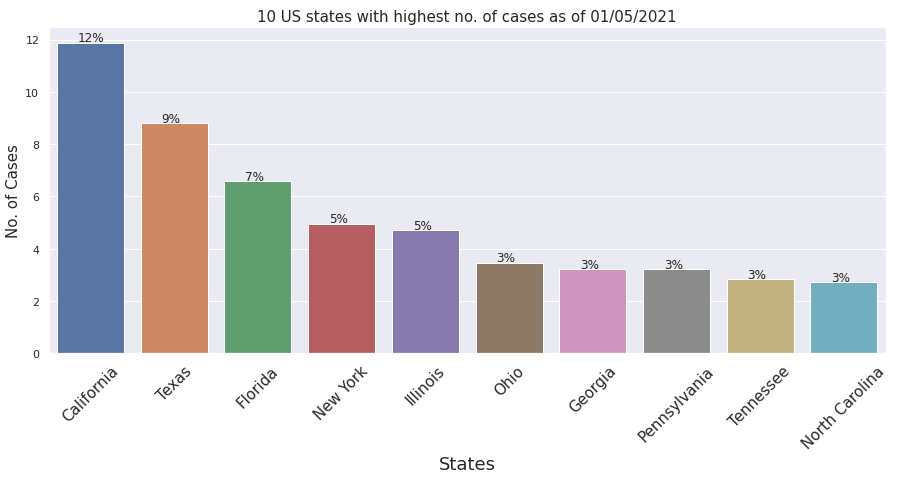 10 US states with highest no. of cases as of 01/05/2021
No. of Cases
12
10
8
6
4
2
0
12%
9%
7%
5%
5%
3%
3%
3%
3%
3%
California
Texas
Florida
New York
Illinois
Ohio
Georgia
Pennsylvania
Tennessee
North Carolina
States